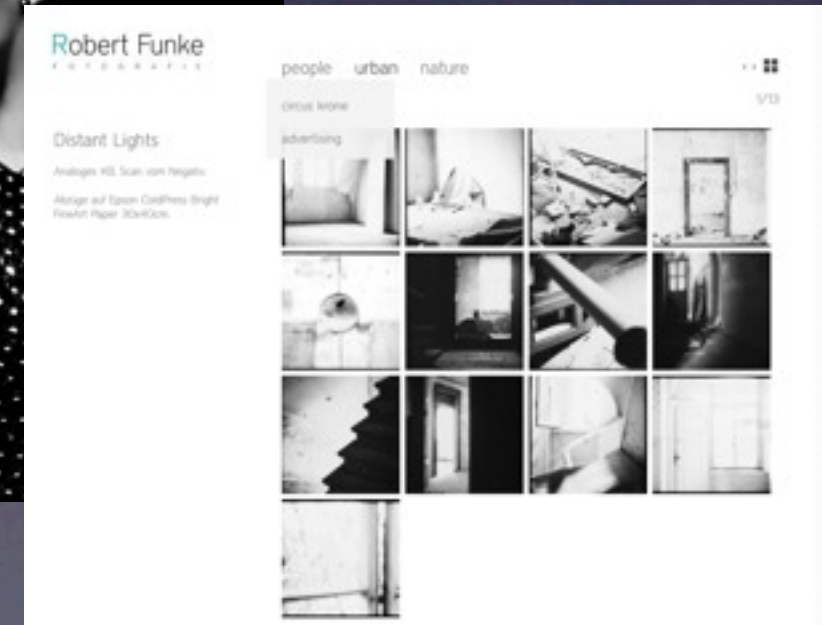 Robert Funke
FOTOGRAFIE
people urban nature
1/13
circus krone
advertising
Distant Lights
Analoges KB, Scan vom Negativ.
Abzüge auf Epson ColdPress Bright
FineArt Paper 30x40cm.